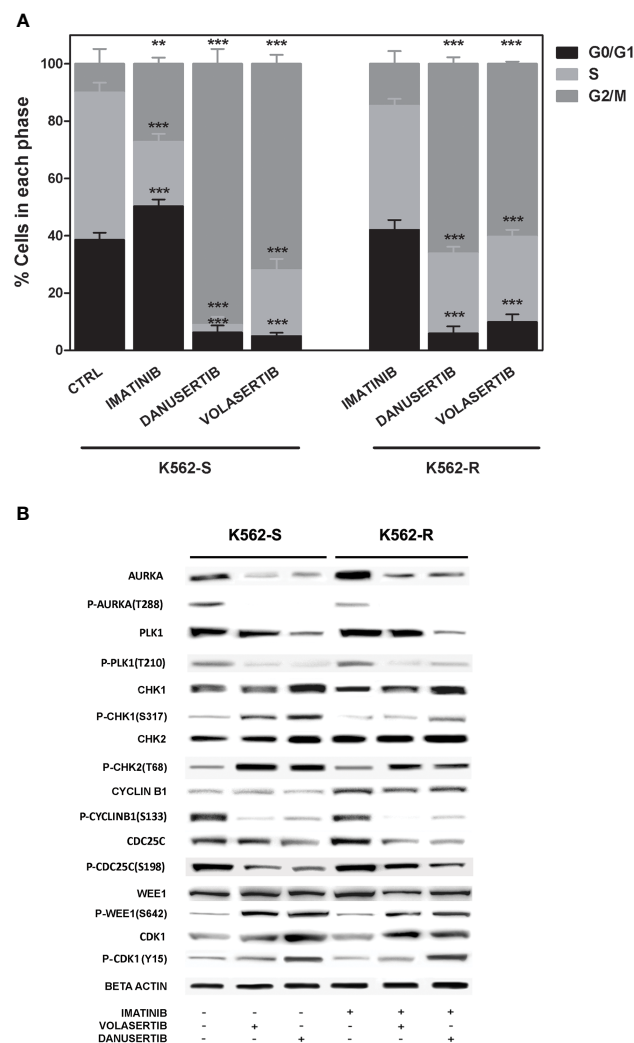 A
** *** *** *** ***
G0/G1
S
G2/M
100
80
60
40
20
0
% Cells in each phase
***
***
***
***
***
***
***
***
***
***
CTRL
IMATINIB
DANUSERTIB
VOLASERTIB
IMATINIB
DANUSERTIB
VOLASERTIB
K562-S K562-R
B
K562-S K562-R
AURKA
P-AURKA(T288)
PLK1
P-PLK1(T210)
CHK1
P-CHK1(S317)
CHK2
P-CHK2(T68)
CYCLIN B1
P-CYCLINB1(S133)
CDC25C
P-CDC25C(S198)
WEE1
P-WEE1(S642)
CDK1
P-CDK1 (Y15)
BETA ACTIN
IMATINIB - - - + + +
VOLASERTIB - + - - + -
DANUSERTIB - - + - - +